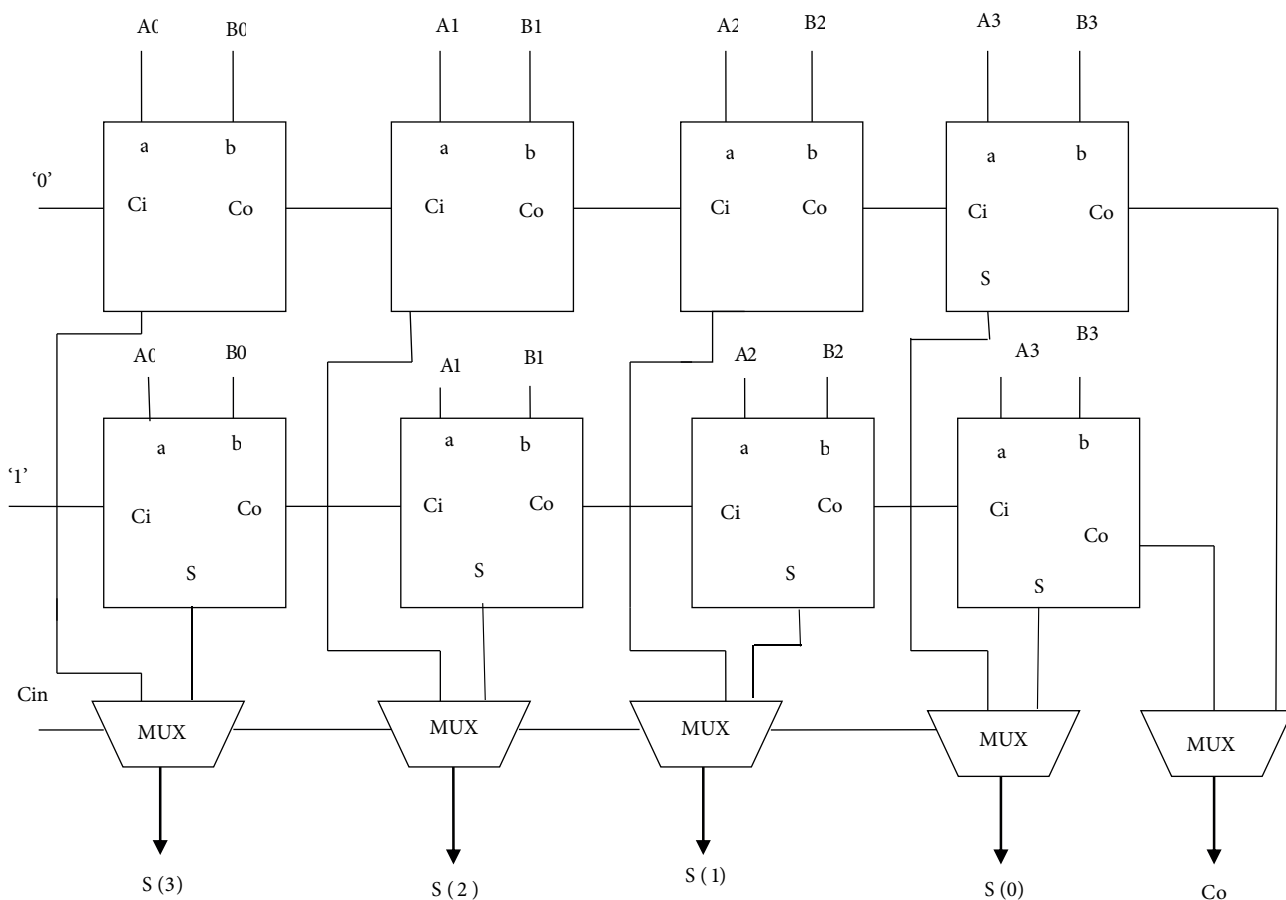 A0 B0 A1 B1 A2 B2 A3 B3
a b a b a b a b
‘0’
Ci Co Ci Co Ci Co Ci Co
S
A0 B0 A1 B1 A2 B2 A3 B3
a b a b a b a b
‘1’
Ci Co Ci Co Ci Co Ci Co
S S S S
Cin
MUX MUX MUX MUX MUX
S (3) S (2) S (1) S (0) Co